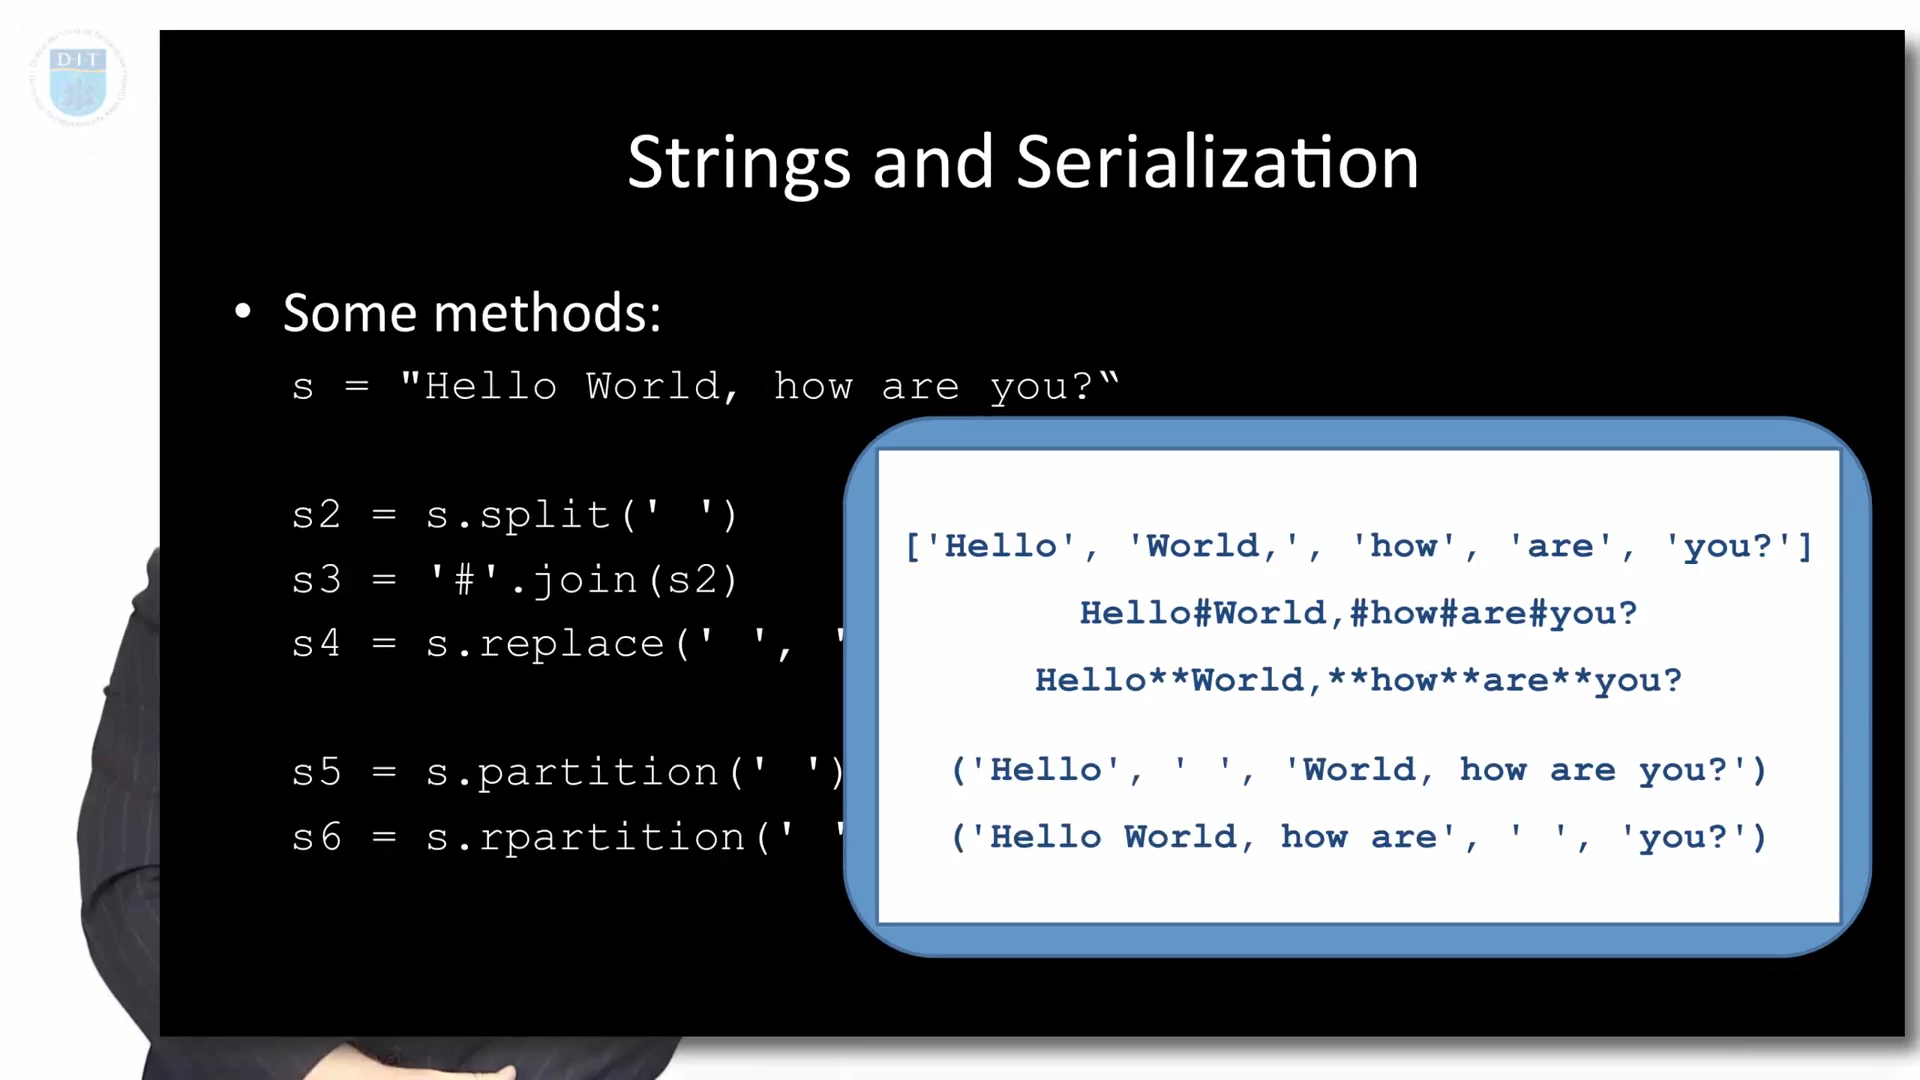 D·I·T
Strings and Serialization
• Some methods:
s = "Hello World, how are you?“
s2 = s.split(' ')
s3 = '#'.join(s2)
s4 = s.replace(' ', '
s5 = s.partition(' ')
s6 = s.rpartition(' '
['Hello', 'World,', 'how', 'are', 'you?']
Hello#World,#how#are#you?
Hello**World,**how**are**you?
('Hello', ' ', 'World, how are you?')
('Hello World, how are', ' ', 'you?')